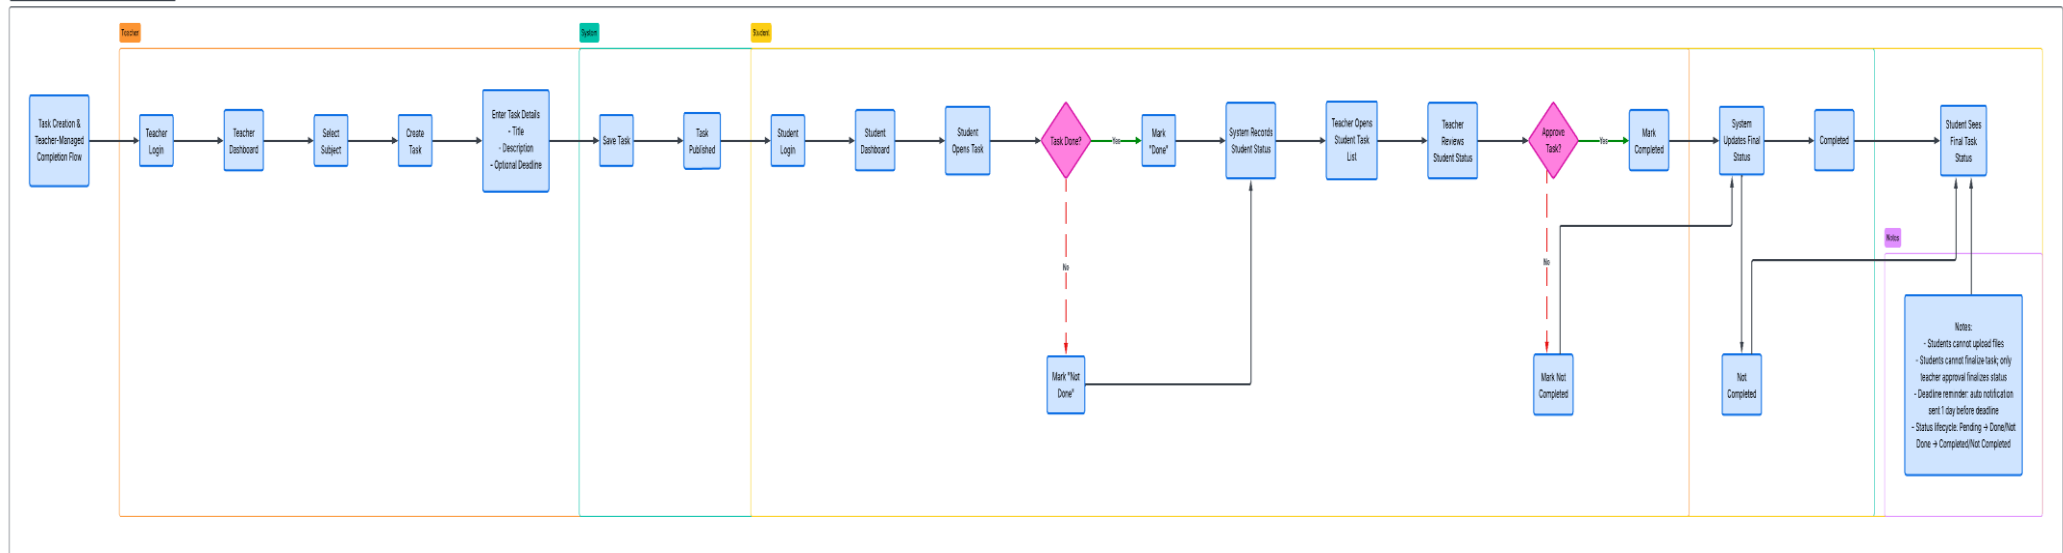 Teacher
System
Student
Task Creation &
Teacher-Managed
Completion Flow
Teacher
Login
Teacher
Dashboard
Select
Subject
Create
Task
Enter Task Details
- Title
- Description
- Optional Deadline
Save Task
Task
Published
Student
Login
Student
Dashboard
Student
Opens Task
Task Done?
Yes
Mark
"Done"
System Records
Student Status
Teacher Opens
Student Task
List
Teacher
Reviews
Student Status
Approve
Task?
Yes
Mark
Completed
System
Updates Final
Status
Completed
Student Sees
Final Task
Status
No
Mark "Not
Done"
No
Mark Not
Completed
Not
Completed
Notes
Notes:
- Students cannot upload files
- Students cannot finalize task; only
teacher approval finalizes status
- Deadline reminder: auto notification
sent 1 day before deadline
- Status lifecycle: Pending → Done/Not
Done → Completed/Not Completed